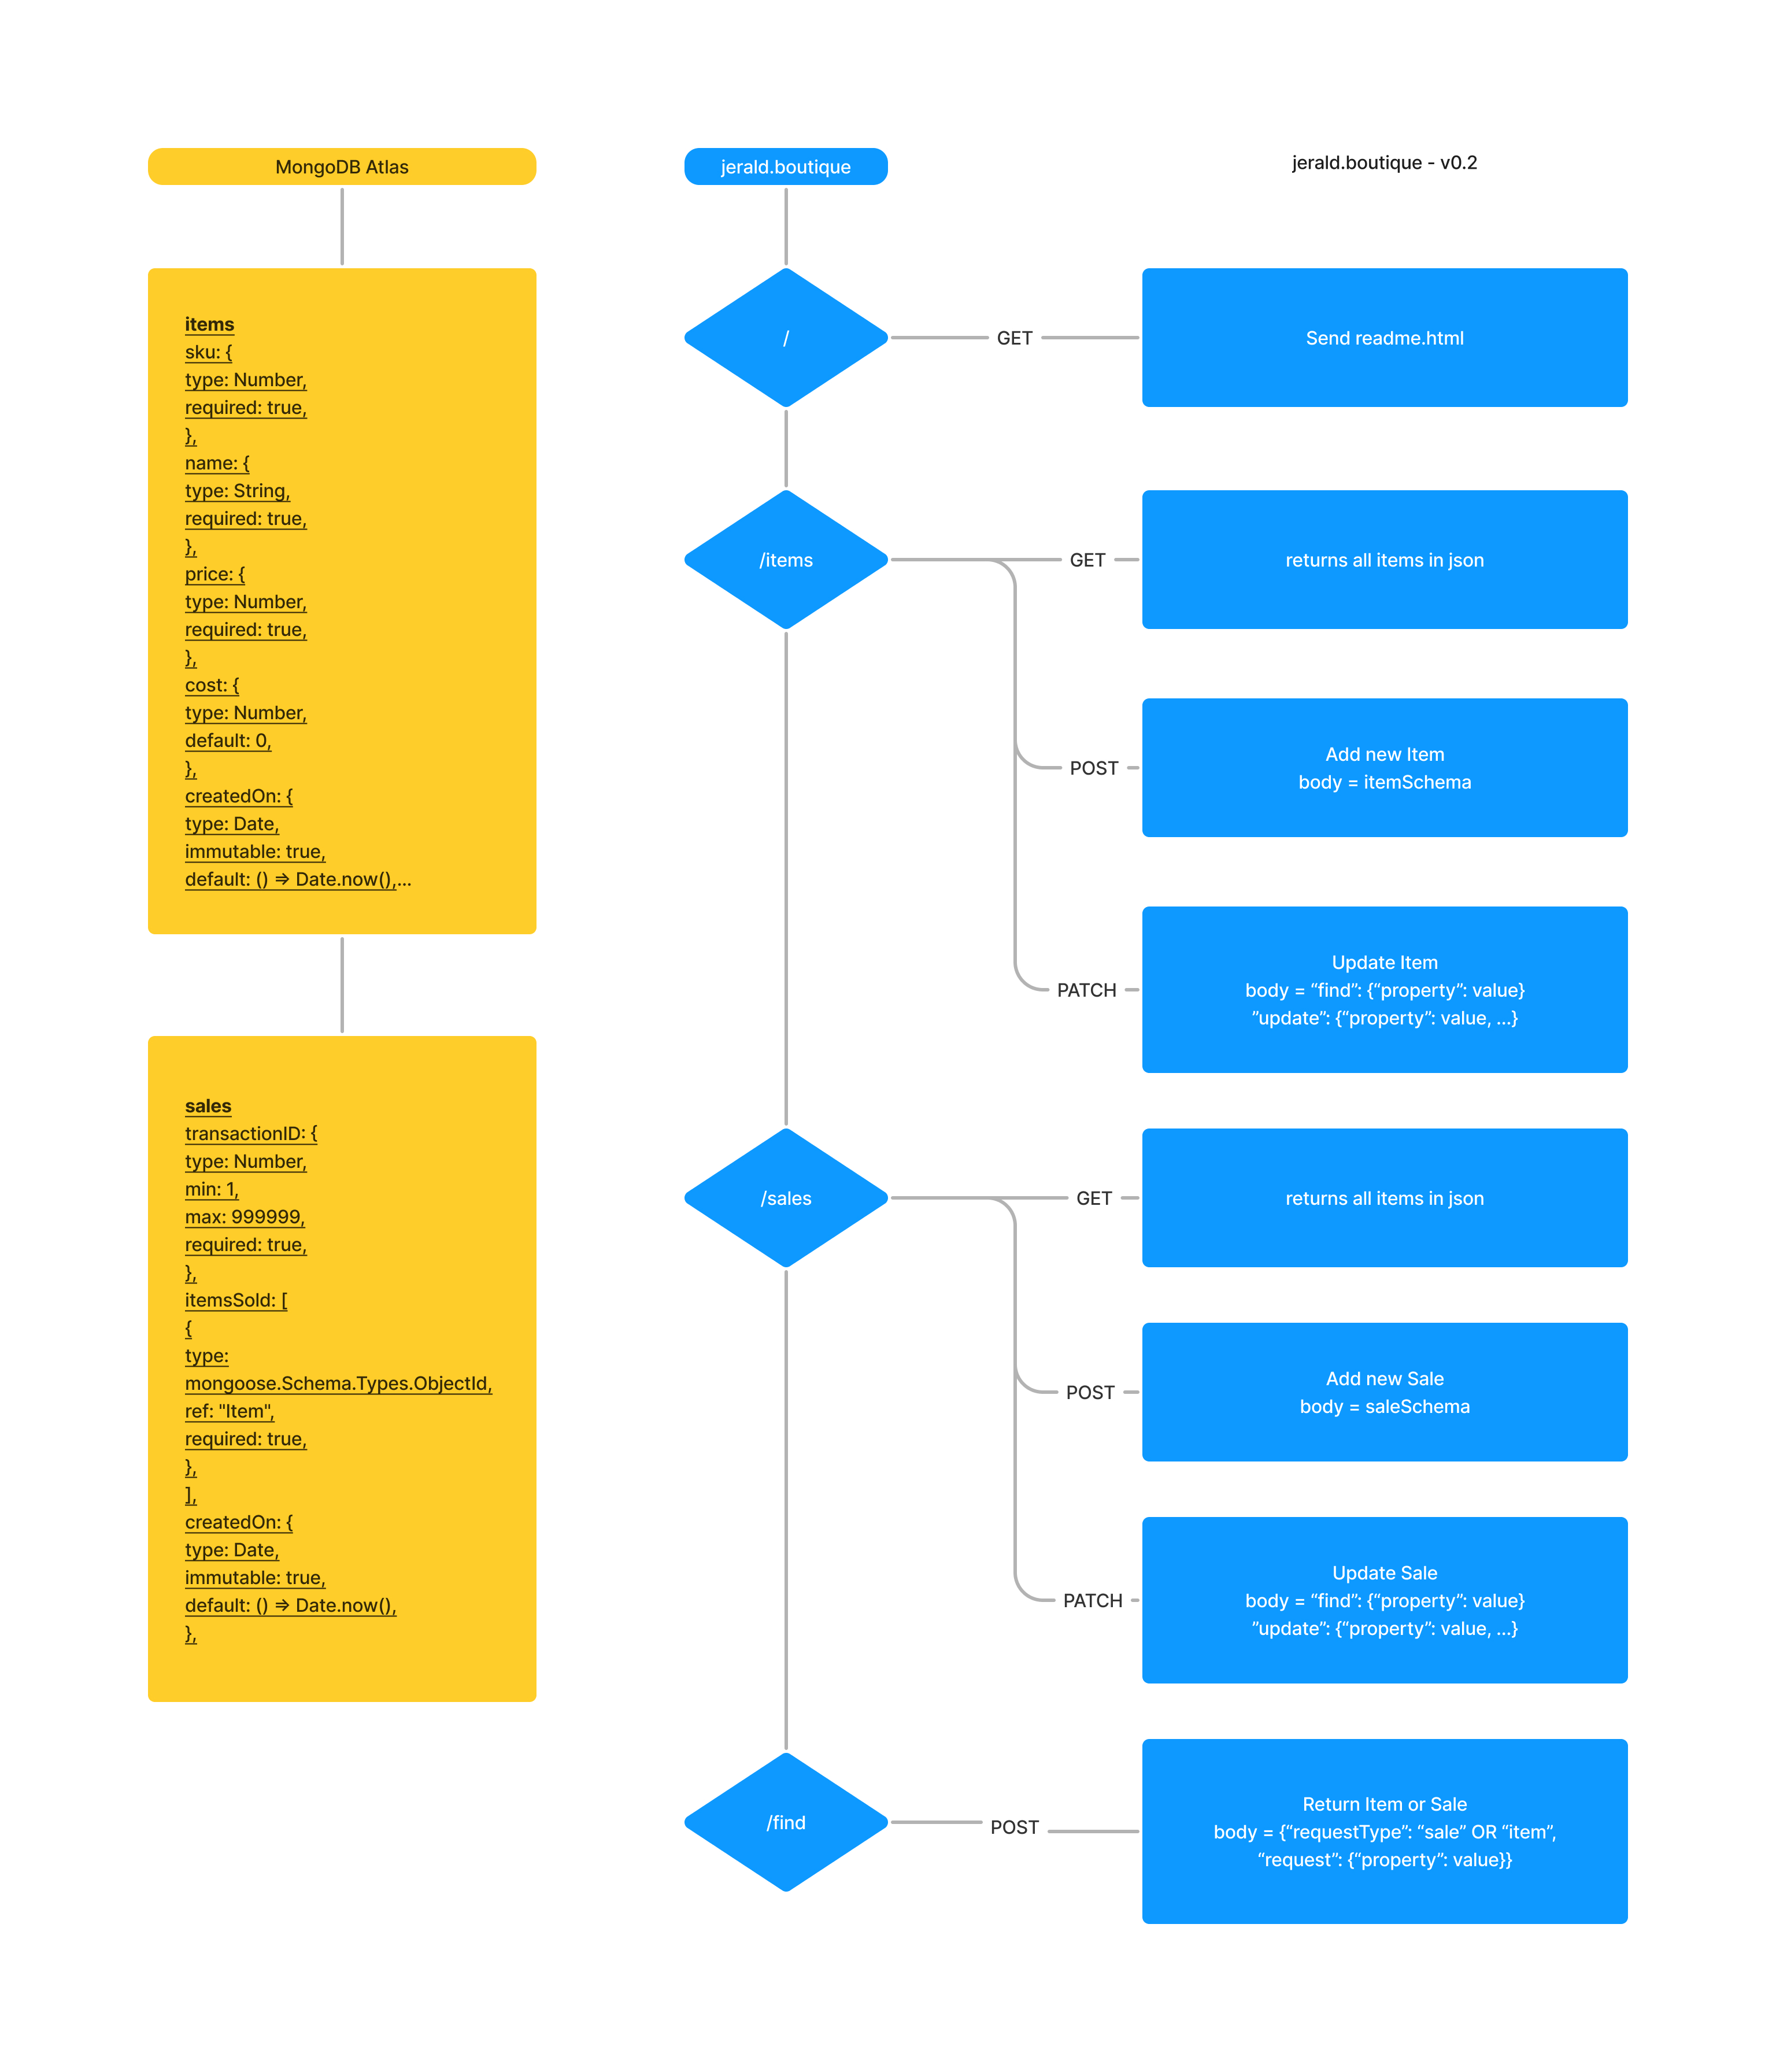 MongoDB Atlas
items
sku: {
type: Number,
required: true,
},
name: {
type: String,
required: true,
},
price: {
type: Number,
required: true,
},
cost: {
type: Number,
default: 0,
},
createdOn: {
type: Date,
immutable: true,
default: () => Date.now(),...
sales
transactionID: {
type: Number,
min: 1,
max: 999999,
required: true,
},
itemsSold: [
{
type:
mongoose.Schema.Types.ObjectId,
ref: "Item",
required: true,
},
],
createdOn: {
type: Date,
immutable: true,
default: () => Date.now(),
},
jerald.boutique
jerald.boutique - v0.2
/
GET
Send readme.html
/items
GET
returns all items in json
POST
Add new Item
body = itemSchema
PATCH
Update Item
body = “find”: {“property”: value}
”update”: {“property”: value, ...}
/sales
GET
returns all items in json
POST
Add new Sale
body = saleSchema
PATCH
Update Sale
body = “find”: {“property”: value}
”update”: {“property”: value, ...}
/find
POST
Return Item or Sale
body = {“requestType”: “sale” OR “item”,
“request”: {“property”: value}}